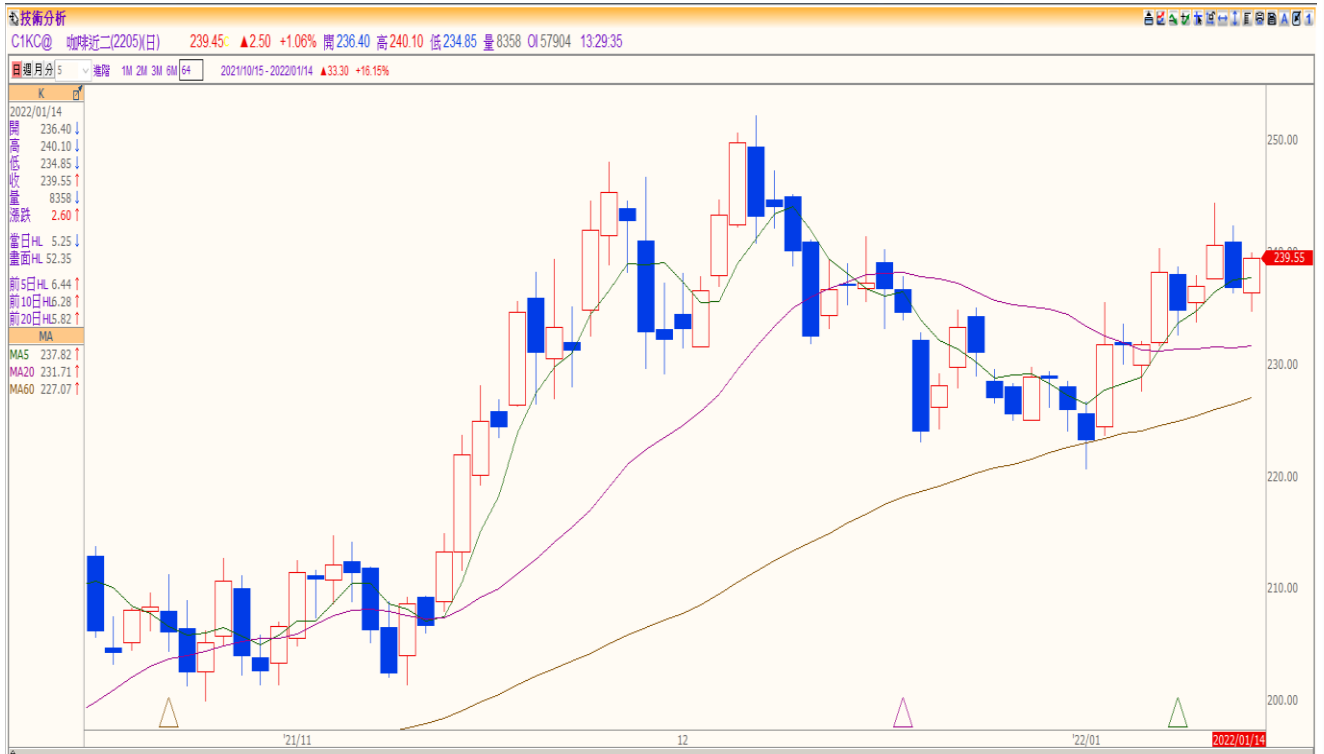 技術分析
C1KC@ 咖啡近二(2205)(日) 239.45c ▲2.50 +1.06% 開 236.40 高 240.10 低 234.85 量 8358 OI 57904 13:29:35
日 週 月 分 5 進階 1M 2M 3M 6M 64 2021/10/15 - 2022/01/14 ▲33.30 +16.15%
K
2022/01/14
開 236.40↓
高 240.10↓
低 234.85↓
收 239.55↑
量 8358↓
漲跌 2.60↑
當日HL 5.25↓
畫面HL 52.35
前5日HL 6.44↑
前10日HL6.28↑
前20日HL5.82↑
MA
MA5 237.82↑
MA20 231.71↑
MA60 227.07↑
250.00
239.55
230.00
220.00
210.00
200.00
'21/11 12 '22/01 2022/01/14